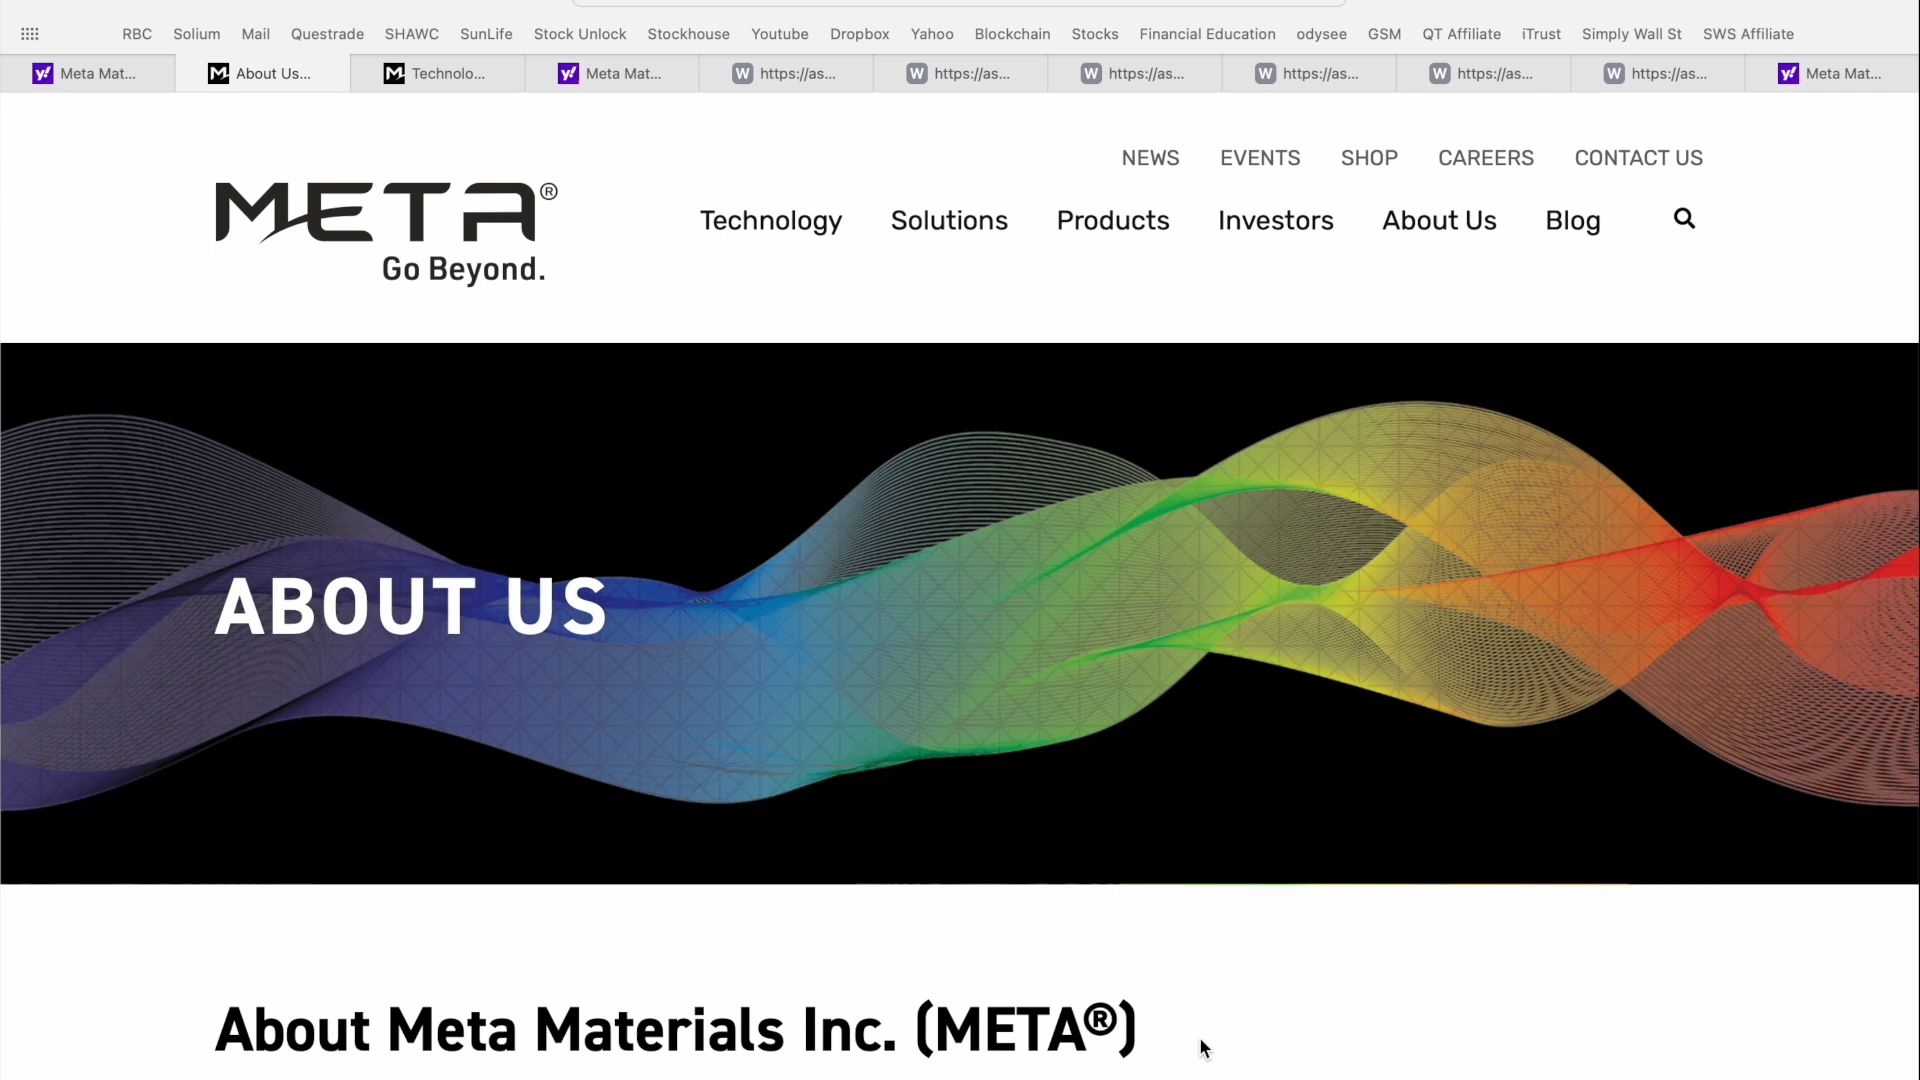 RBC Solium Mail Questrade SHAWC SunLife Stock Unlock Stockhouse Youtube Dropbox Yahoo Blockchain Stocks Financial Education odysee GSM QT Affiliate iTrust Simply Wall St SWS Affiliate
y! Meta Mat... M About Us... M Technolo... y! Meta Mat... W https://as... W https://as... W https://as... W https://as... W https://as... W https://as... y! Meta Mat...
NEWS EVENTS SHOP CAREERS CONTACT US
META®
Technology Solutions Products Investors About Us Blog
Go Beyond.
ABOUT US
About Meta Materials Inc. (META®)